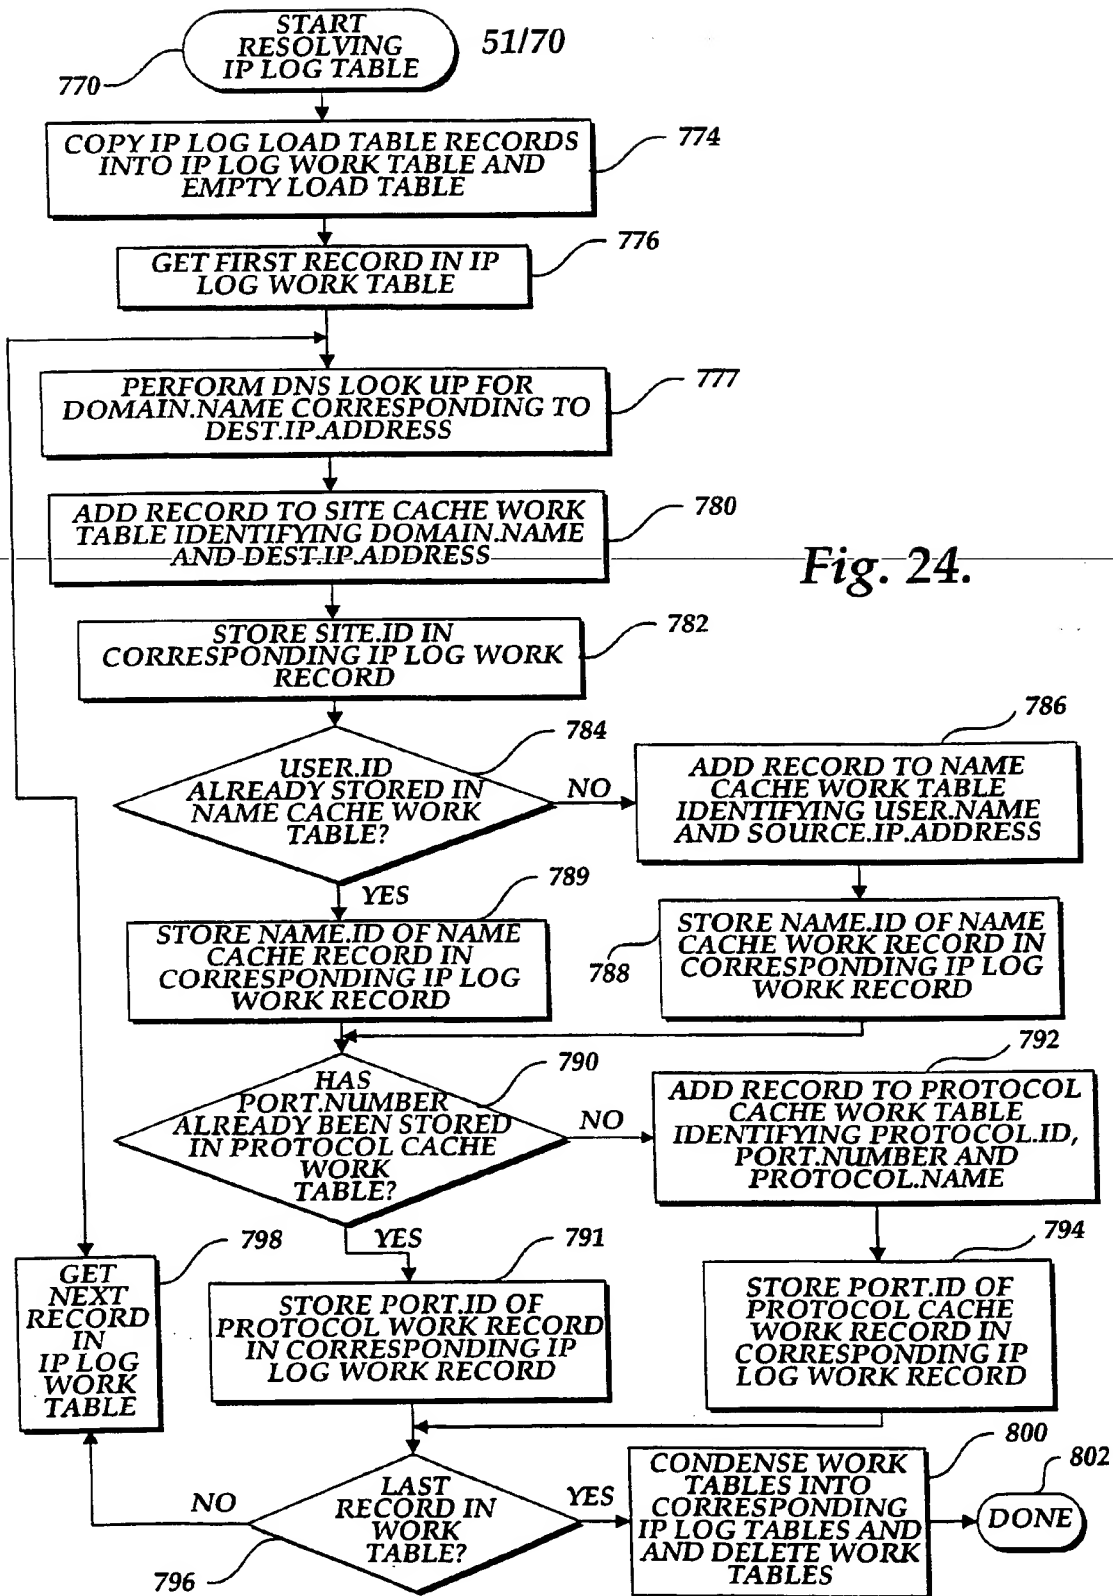 START
RESOLVING
IP LOG TABLE
51/70
770
COPY IP LOG LOAD TABLE RECORDS
INTO IP LOG WORK TABLE AND
EMPTY LOAD TABLE
774
GET FIRST RECORD IN IP
LOG WORK TABLE
776
PERFORM DNS LOOK UP FOR
DOMAIN.NAME CORRESPONDING TO
DEST.IP.ADDRESS
777
ADD RECORD TO SITE CACHE WORK
TABLE IDENTIFYING DOMAIN.NAME
AND DEST.IP.ADDRESS
780
Fig. 24.
STORE SITE.ID IN
CORRESPONDING IP LOG WORK
RECORD
782
USER.ID
ALREADY STORED IN
NAME CACHE WORK
TABLE?
784
NO
YES
ADD RECORD TO NAME
CACHE WORK TABLE
IDENTIFYING USER.NAME
AND SOURCE.IP.ADDRESS
786
STORE NAME.ID OF NAME
CACHE RECORD IN
CORRESPONDING IP LOG
WORK RECORD
789
STORE NAME.ID OF NAME
CACHE WORK RECORD IN
CORRESPONDING IP LOG
WORK RECORD
788
HAS
PORT.NUMBER
ALREADY BEEN STORED
IN PROTOCOL CACHE
WORK
TABLE?
790
NO
YES
ADD RECORD TO PROTOCOL
CACHE WORK TABLE
IDENTIFYING PROTOCOL.ID,
PORT.NUMBER AND
PROTOCOL.NAME
792
GET
NEXT
RECORD
IN
IP LOG
WORK
TABLE
798
STORE PORT.ID OF
PROTOCOL WORK RECORD
IN CORRESPONDING IP
LOG WORK RECORD
791
STORE PORT.ID OF
PROTOCOL CACHE
WORK RECORD IN
CORRESPONDING IP
LOG WORK RECORD
794
LAST
RECORD IN
WORK
TABLE?
796
NO
YES
CONDENSE WORK
TABLES INTO
CORRESPONDING
IP LOG TABLES AND
AND DELETE WORK
TABLES
800
DONE
802